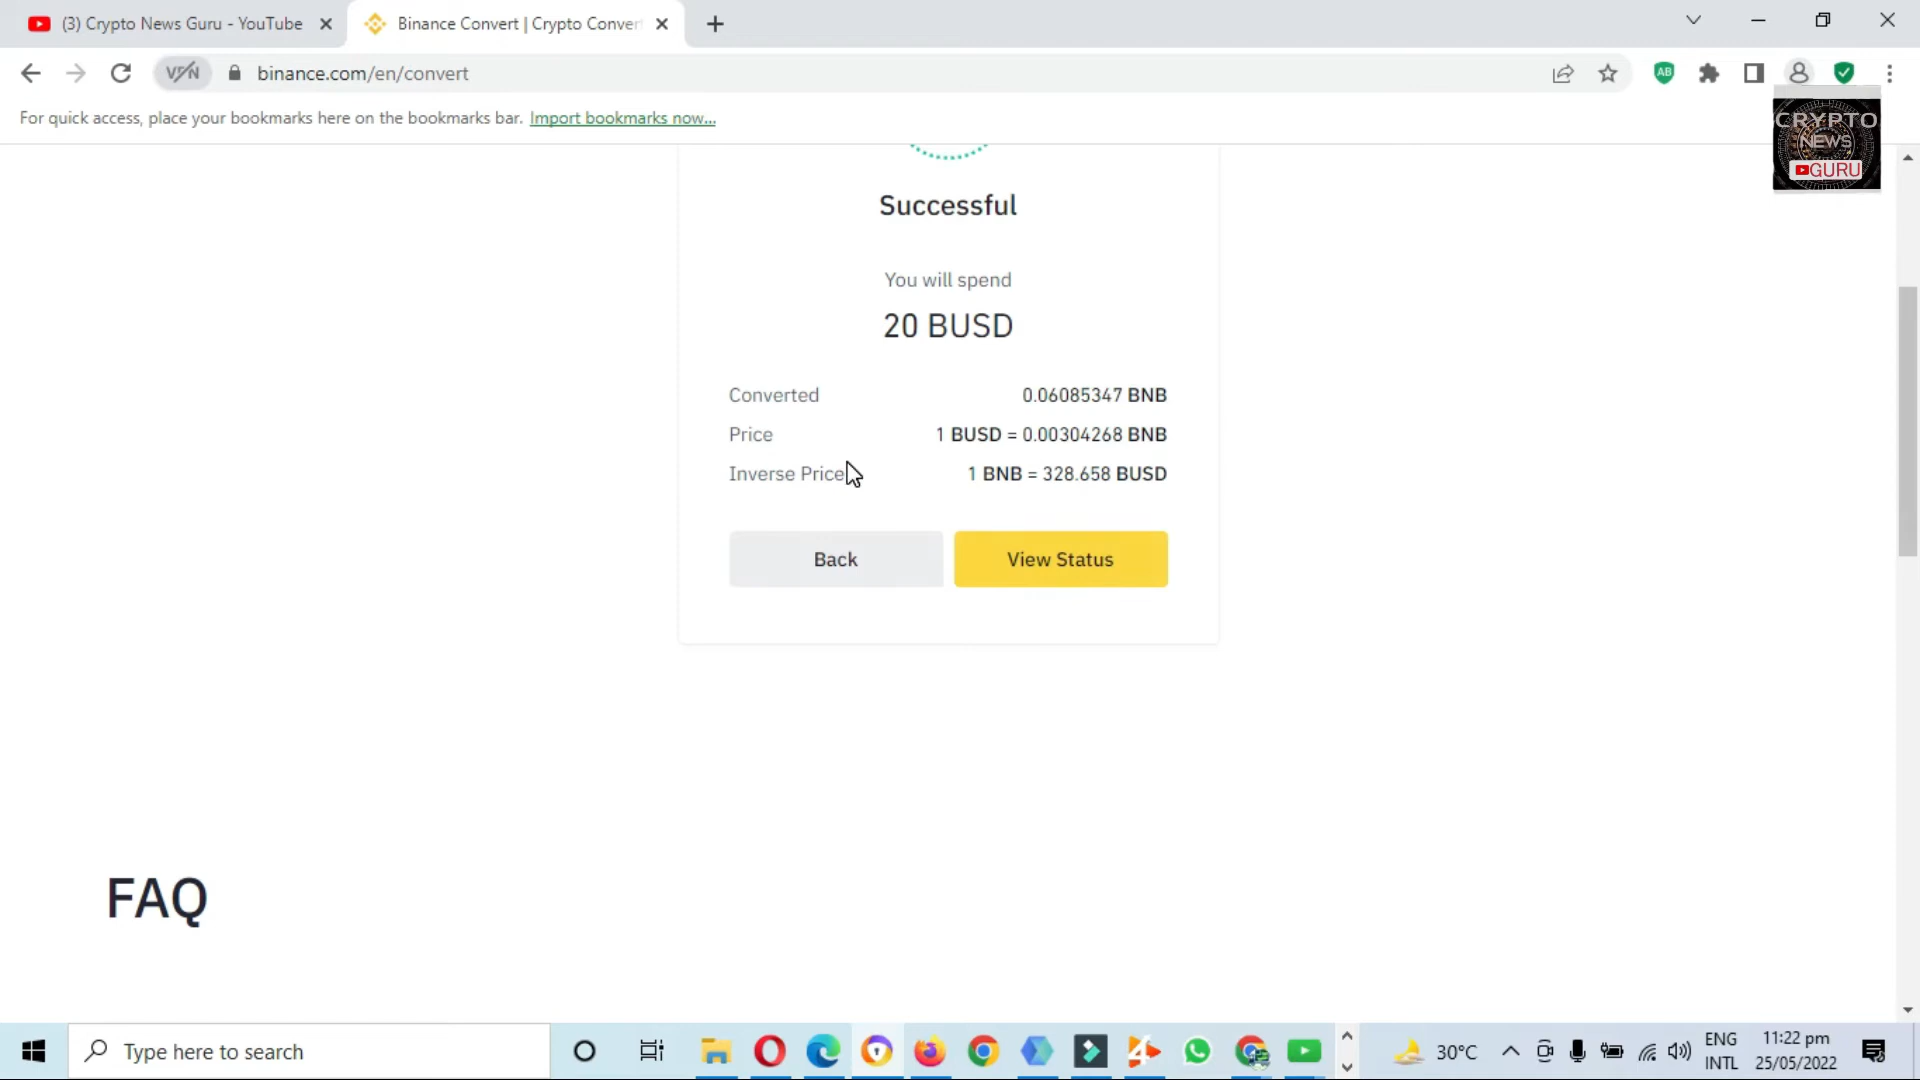 (3) Crypto News Guru - YouTube
Binance Convert | Crypto Conver
VPN
binance.com/en/convert
For quick access, place your bookmarks here on the bookmarks bar. Import bookmarks now...
CRYPTO
NEWS
GURU
Successful
You will spend
20 BUSD
Converted 0.06085347 BNB
Price 1 BUSD = 0.00304268 BNB
Inverse Price 1 BNB = 328.658 BUSD
Back View Status
FAQ
Type here to search
30°C
ENG
INTL
11:22 pm
25/05/2022